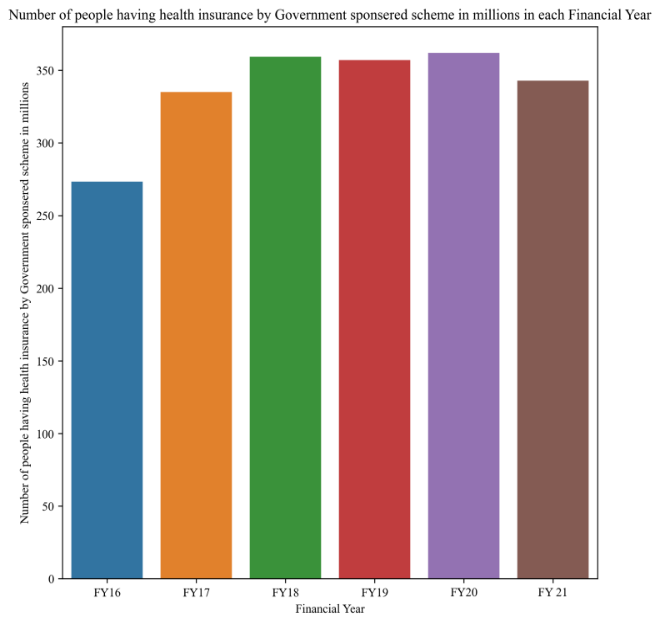 Number of people having health insurance by Government sponsered scheme in millions in each Financial Year
Number of people having health insurance by Government sponsered scheme in millions
350
300
250
200
150
100
50
0
FY16 FY17 FY18 FY19 FY20 FY 21
Financial Year